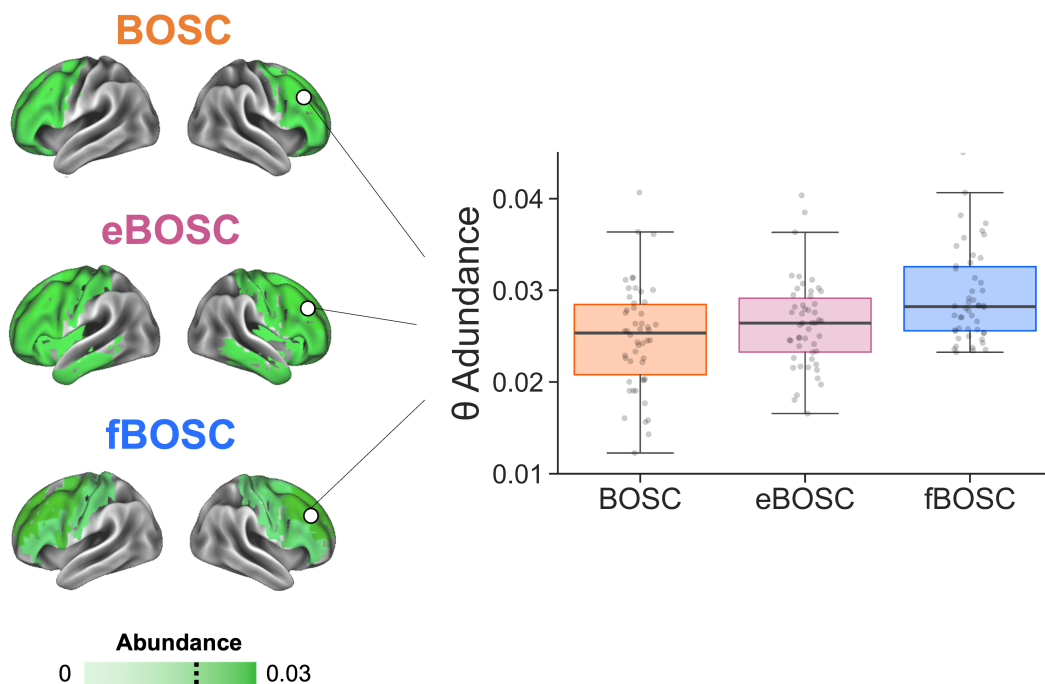 BOSC
eBOSC
fBOSC
Abundance
0 0.03
θ Adundance
0.04
0.03
0.02
0.01
BOSC eBOSC fBOSC